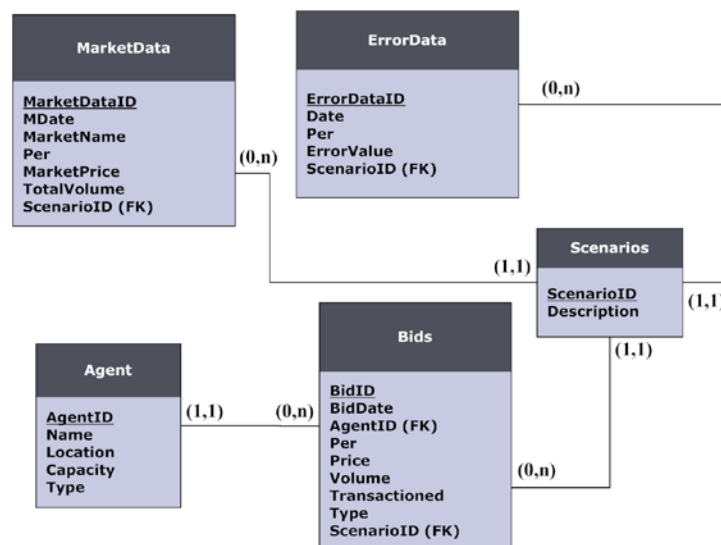 MarketData
MarketDataID
MDate
MarketName
Per
MarketPrice
TotalVolume
ScenarioID (FK)
(0,n)
ErrorData
ErrorDataID
Date
Per
ErrorValue
ScenarioID (FK)
(0,n)
Scenarios
ScenarioID
Description
(1,1)
(1,1)
(1,1)
Agent
AgentID
Name
Location
Capacity
Type
(1,1)
(0,n)
Bids
BidID
BidDate
AgentID (FK)
Per
Price
Volume
Transactioned
Type
ScenarioID (FK)
(0,n)